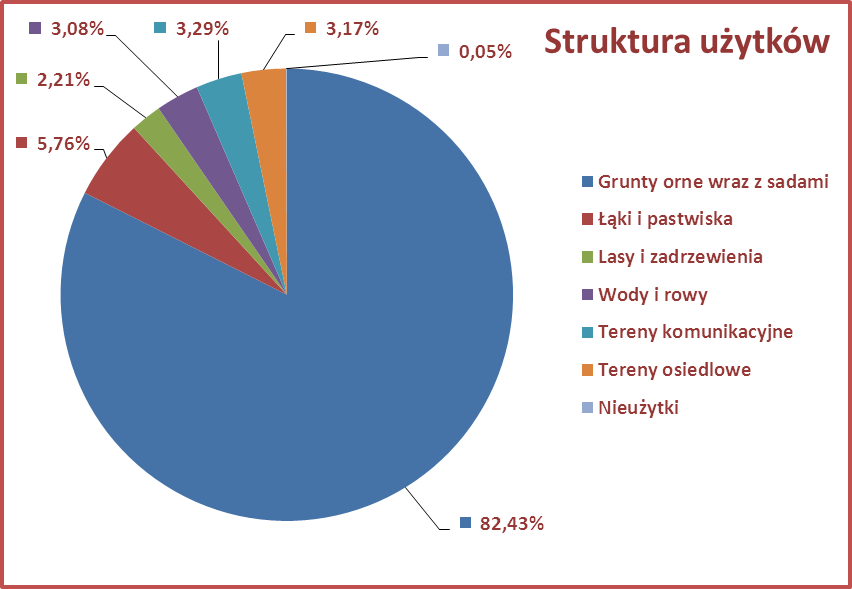 Struktura użytków
3,08%
3,29%
3,17%
0,05%
2,21%
5,76%
82,43%
Grunty orne wraz z sadami
Łąki i pastwiska
Lasy i zadrzewienia
Wody i rowy
Tereny komunikacyjne
Tereny osiedlowe
Nieużytki